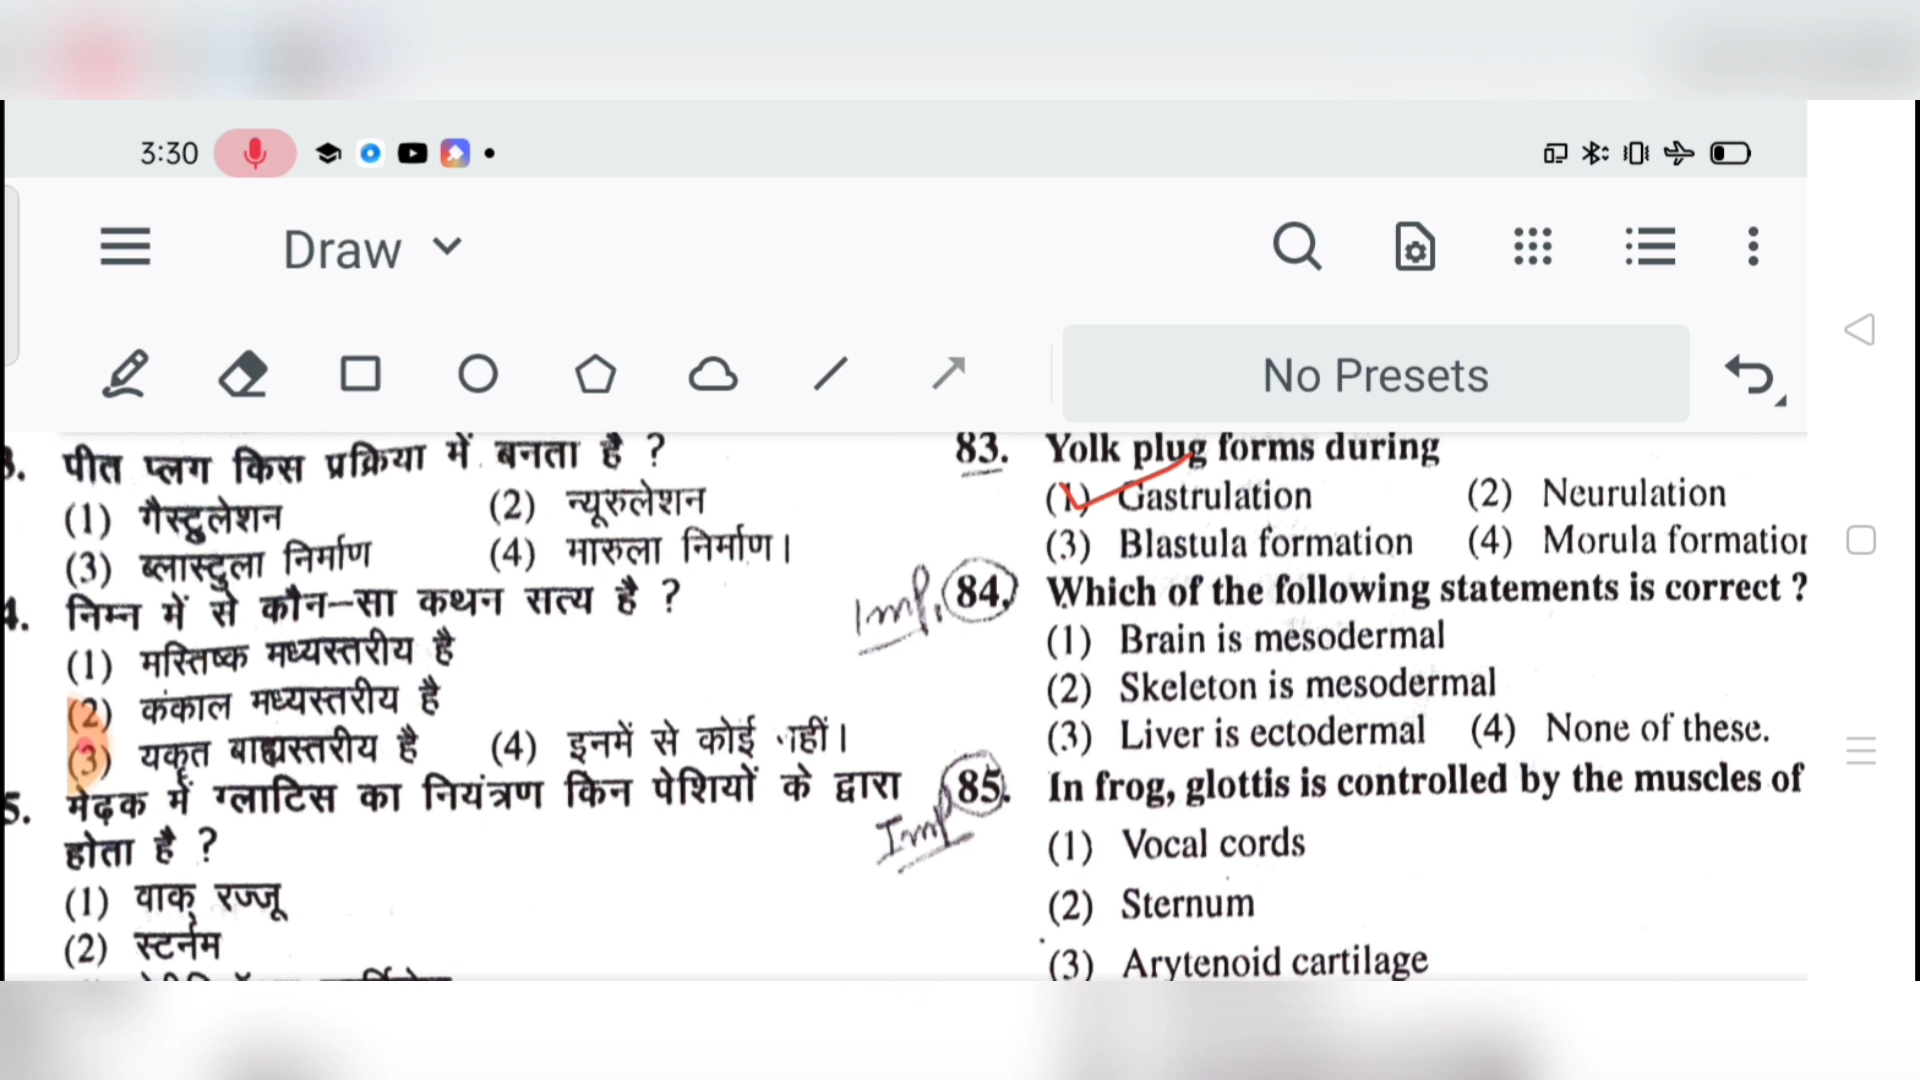 3:30
Draw
No Presets
3. पीत प्लग किस प्रक्रिया में बनता है ?
(1) गैस्ट्रुलेशन (2) न्यूरुलेशन
(3) ब्लास्टुला निर्माण (4) मारुला निर्माण।
4. निम्न में से कौन-सा कथन सत्य है ?
(1) मस्तिष्क मध्यस्तरीय है
(2) कंकाल मध्यस्तरीय है
(3) यकृत बाह्यस्तरीय है (4) इनमें से कोई नहीं।
5. मेंढ़क में ग्लाटिस का नियंत्रण किन पेशियों के द्वारा
होता है ?
(1) वाक् रज्जू
(2) स्टर्नम
83. Yolk plug forms during
(1) Gastrulation (2) Neurulation
(3) Blastula formation (4) Morula formation
Imp. 84. Which of the following statements is correct ?
(1) Brain is mesodermal
(2) Skeleton is mesodermal
(3) Liver is ectodermal (4) None of these.
Imp 85. In frog, glottis is controlled by the muscles of
(1) Vocal cords
(2) Sternum
(3) Arytenoid cartilage